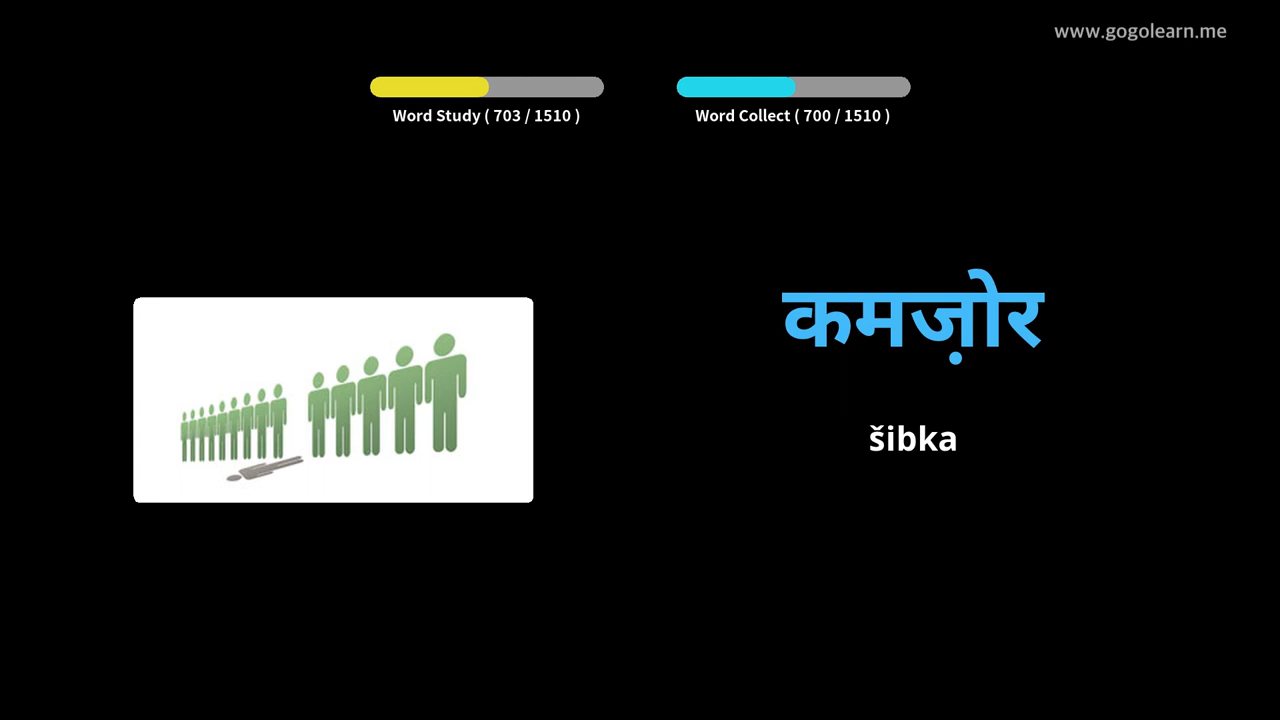 www.gogolearn.me
Word Study ( 703 / 1510 )
Word Collect ( 700 / 1510 )
कमज़ोर
šibka